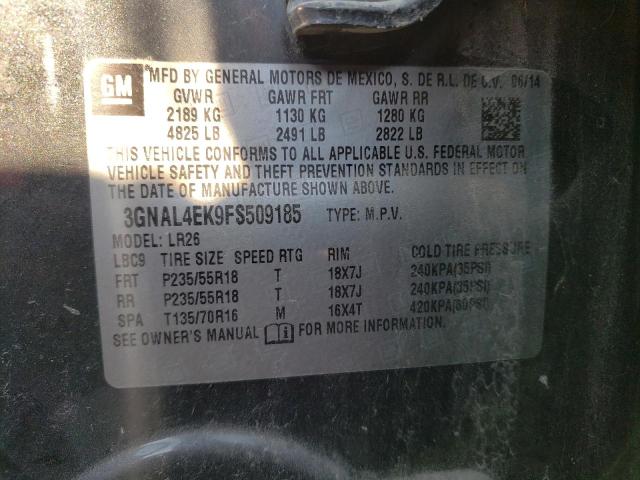 GM
MFD BY GENERAL MOTORS DE MEXICO, S. DE R.L. DE C.V. 06/14
GVWR GAWR FRT GAWR RR
2189 KG 1130 KG 1280 KG
4825 LB 2491 LB 2822 LB
THIS VEHICLE CONFORMS TO ALL APPLICABLE U.S. FEDERAL MOTOR
VEHICLE SAFETY AND THEFT PREVENTION STANDARDS IN EFFECT ON
THE DATE OF MANUFACTURE SHOWN ABOVE.
3GNAL4EK9FS509185 TYPE: M.P.V.
MODEL: LR26
LBC9 TIRE SIZE SPEED RTG RIM COLD TIRE PRESSURE
FRT P235/55R18 T 18X7J 240KPA(35PSI)
RR P235/55R18 T 18X7J 240KPA(35PSI)
SPA T135/70R16 M 16X4T 420KPA(60PSI)
SEE OWNER'S MANUAL FOR MORE INFORMATION.